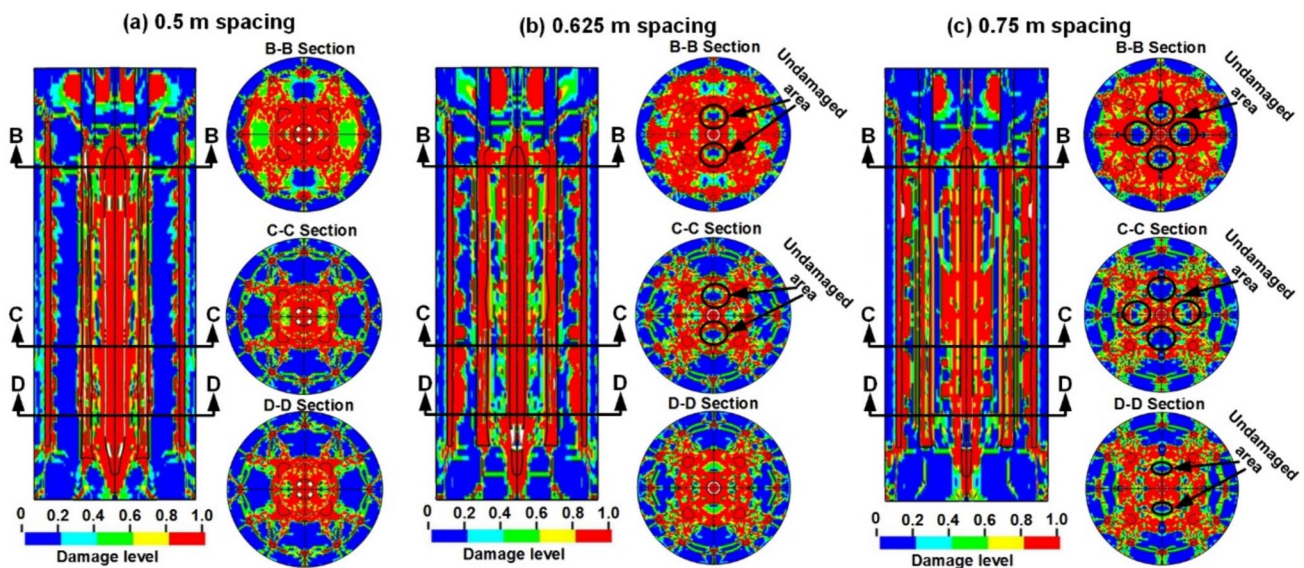 (a) 0.5 m spacing
B-B Section
B
B
C-C Section
C
C
D
D
D-D Section
0 0.2 0.4 0.6 0.8 1.0
Damage level
(b) 0.625 m spacing
B-B Section
Undamaged
area
B
B
C-C Section
Undamaged
area
C
C
D
D
D-D Section
0 0.2 0.4 0.6 0.8 1.0
Damage level
(c) 0.75 m spacing
B-B Section
Undamaged
area
B
B
C-C Section
Undamaged
area
C
C
D
D
D-D Section
Undamaged
area
0 0.2 0.4 0.6 0.8 1.0
Damage level